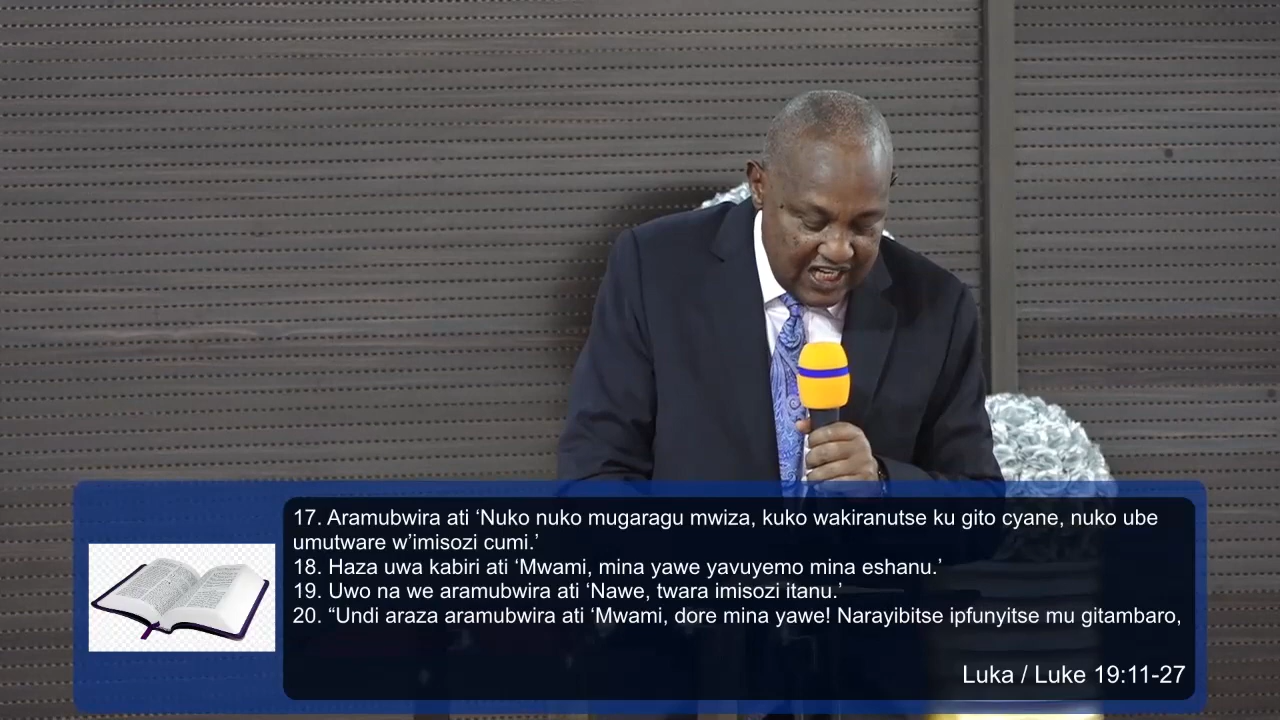 17. Aramubwira ati ‘Nuko nuko mugaragu mwiza, kuko wakiranutse ku gito cyane, nuko ube
umutware w’imisozi cumi.’
18. Haza uwa kabiri ati ‘Mwami, mina yawe yavuyemo mina eshanu.’
19. Uwo na we aramubwira ati ‘Nawe, twara imisozi itanu.’
20. “Undi araza aramubwira ati ‘Mwami, dore mina yawe! Narayibitse ipfunyitse mu gitambaro,
Luka / Luke 19:11-27